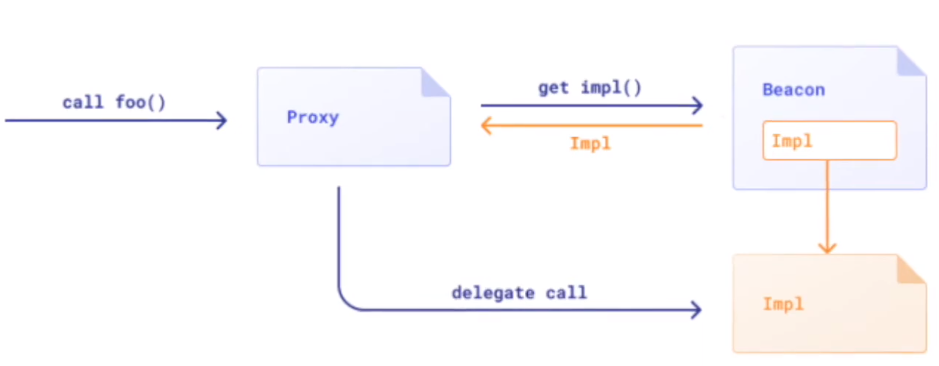 call foo()
Proxy
get impl()
Impl
Beacon
Impl
delegate call
Impl